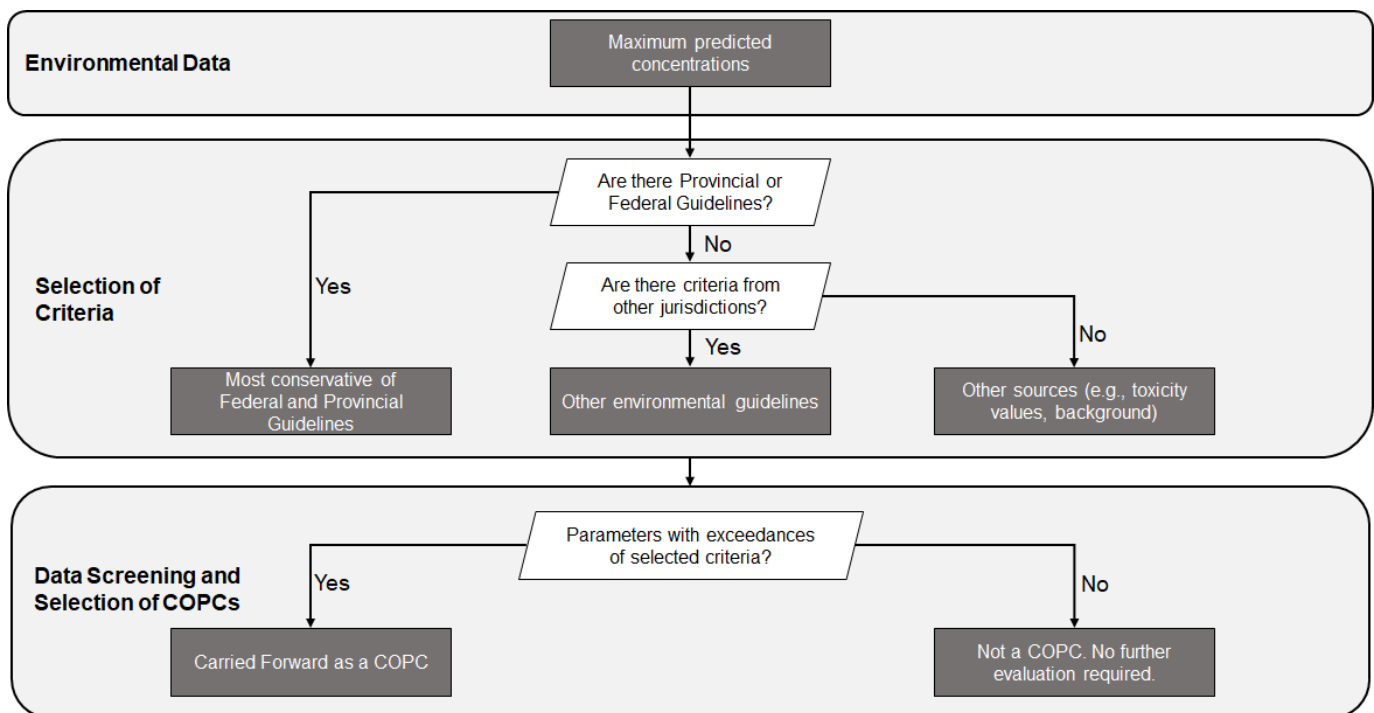 Environmental Data
Maximum predicted
concentrations
Are there Provincial or
Federal Guidelines?
No
Selection of
Criteria
Yes
Are there criteria from
other jurisdictions?
Yes
No
Most conservative of
Federal and Provincial
Guidelines
Other environmental guidelines
Other sources (e.g., toxicity
values, background)
Parameters with exceedances
of selected criteria?
Data Screening and
Selection of COPCs
Yes
No
Carried Forward as a COPC
Not a COPC. No further
evaluation required.